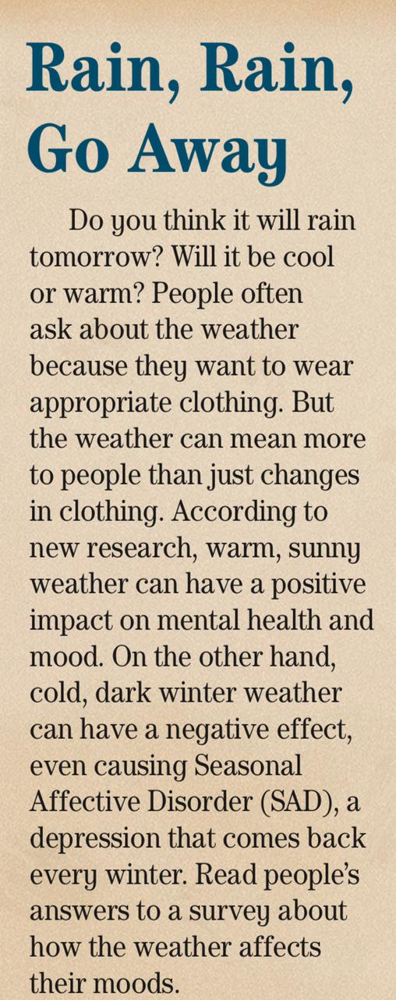 Rain, Rain,
Go Away
Do you think it will rain
tomorrow? Will it be cool
or warm? People often
ask about the weather
because they want to wear
appropriate clothing. But
the weather can mean more
to people than just changes
in clothing. According to
new research, warm, sunny
weather can have a positive
impact on mental health and
mood. On the other hand,
cold, dark winter weather
can have a negative effect,
even causing Seasonal
Affective Disorder (SAD), a
depression that comes back
every winter. Read people’s
answers to a survey about
how the weather affects
their moods.